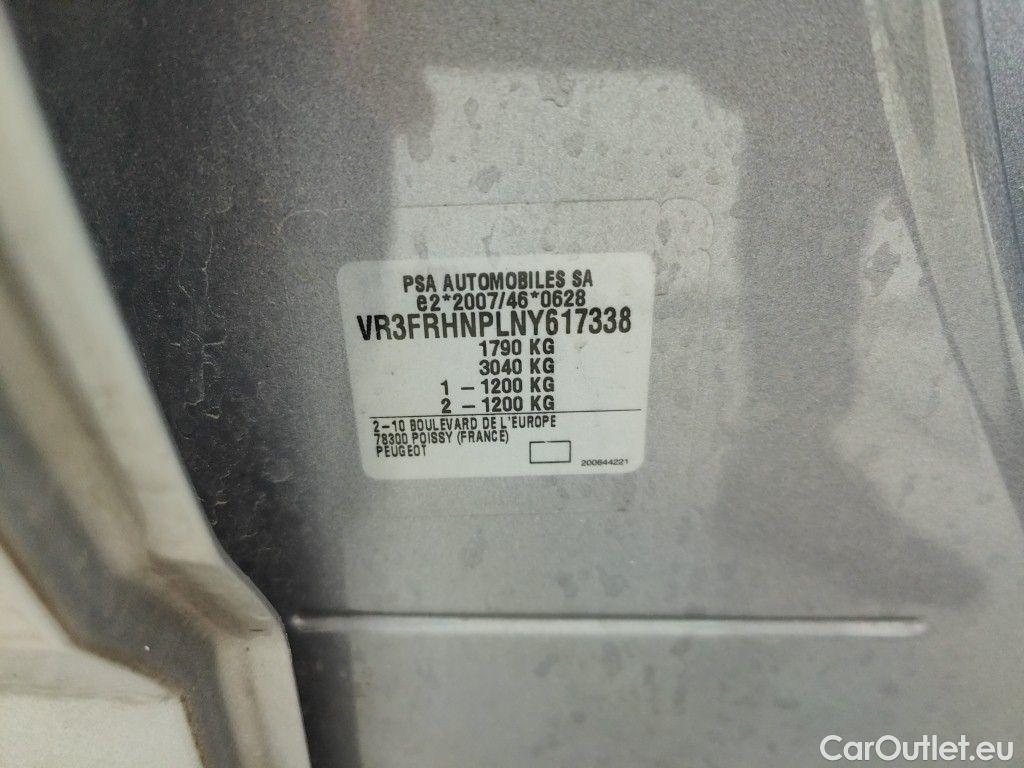 PSA AUTOMOBILES SA
e2*2007/46*0628
VR3FRHNPLNY617338
1790 KG
3040 KG
1 – 1200 KG
2 – 1200 KG
2–10 BOULEVARD DE L'EUROPE
78300 POISSY (FRANCE)
PEUGEOT
200644221
CarOutlet.eu